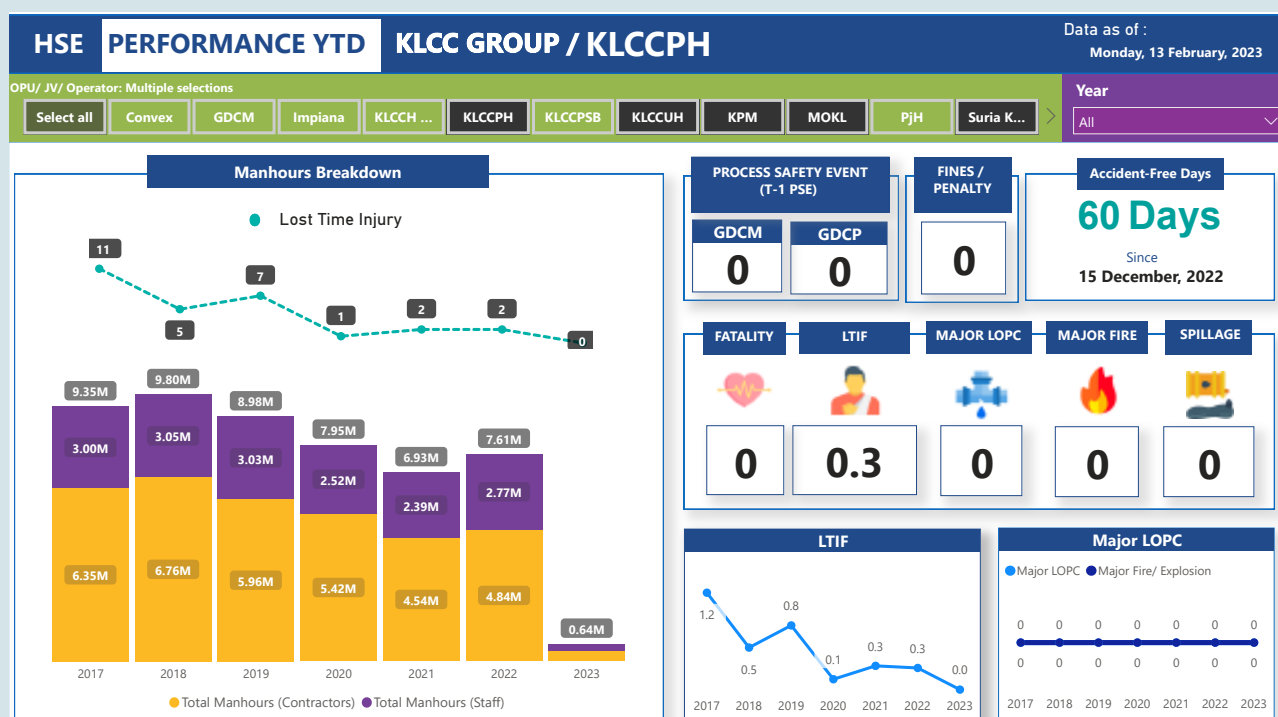 HSE PERFORMANCE YTD KLCC GROUP / KLCCPH
Data as of :
Monday, 13 February, 2023
OPU/ JV/ Operator: Multiple selections
Select all Convex GDCM Impiana KLCCH ... KLCCPH KLCCPSB KLCCUH KPM MOKL PjH Suria K...
Year
All
Manhours Breakdown
Lost Time Injury
11
5
7
1
2
2
0
9.35M
9.80M
8.98M
7.95M
6.93M
7.61M
0.64M
3.00M
3.05M
3.03M
2.52M
2.39M
2.77M
6.35M
6.76M
5.96M
5.42M
4.54M
4.84M
2017 2018 2019 2020 2021 2022 2023
Total Manhours (Contractors) Total Manhours (Staff)
PROCESS SAFETY EVENT
(T-1 PSE)
GDCM GDCP
0 0
FINES /
PENALTY
0
Accident-Free Days
60 Days
Since
15 December, 2022
FATALITY LTIF MAJOR LOPC MAJOR FIRE SPILLAGE
0 0.3 0 0 0
LTIF
1.2
0.5
0.8
0.1
0.3
0.3
0.0
2017 2018 2019 2020 2021 2022 2023
Major LOPC
Major LOPC Major Fire/ Explosion
0 0 0 0 0 0 0
0 0 0 0 0 0 0
2017 2018 2019 2020 2021 2022 2023